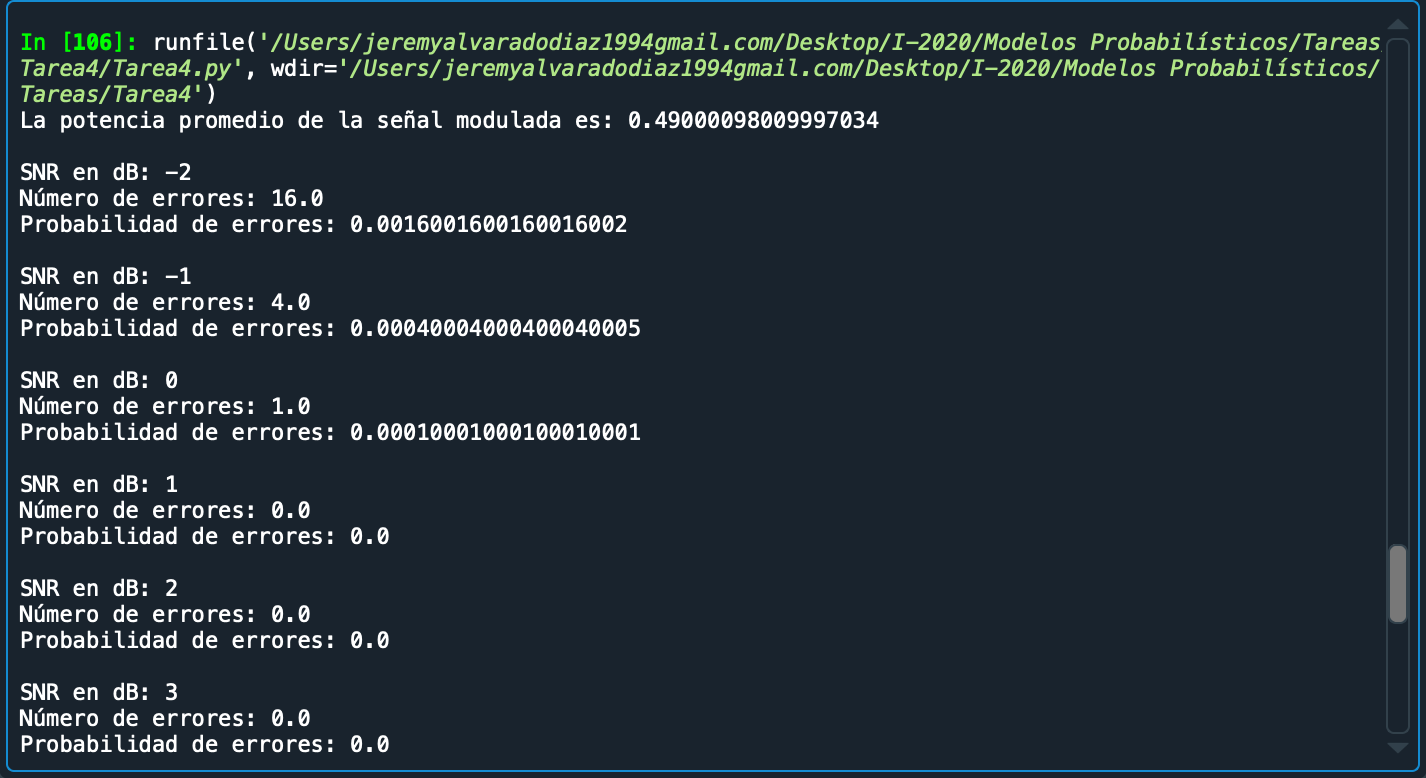 In [106]: runfile('/Users/jeremyalvaradodiaz1994gmail.com/Desktop/I-2020/Modelos Probabilísticos/Tareas
Tarea4/Tarea4.py', wdir='/Users/jeremyalvaradodiaz1994gmail.com/Desktop/I-2020/Modelos Probabilísticos/
Tareas/Tarea4')
La potencia promedio de la señal modulada es: 0.49000098009997034

SNR en dB: -2
Número de errores: 16.0
Probabilidad de errores: 0.0016001600160016002

SNR en dB: -1
Número de errores: 4.0
Probabilidad de errores: 0.00040004000400040005

SNR en dB: 0
Número de errores: 1.0
Probabilidad de errores: 0.00010001000100010001

SNR en dB: 1
Número de errores: 0.0
Probabilidad de errores: 0.0

SNR en dB: 2
Número de errores: 0.0
Probabilidad de errores: 0.0

SNR en dB: 3
Número de errores: 0.0
Probabilidad de errores: 0.0